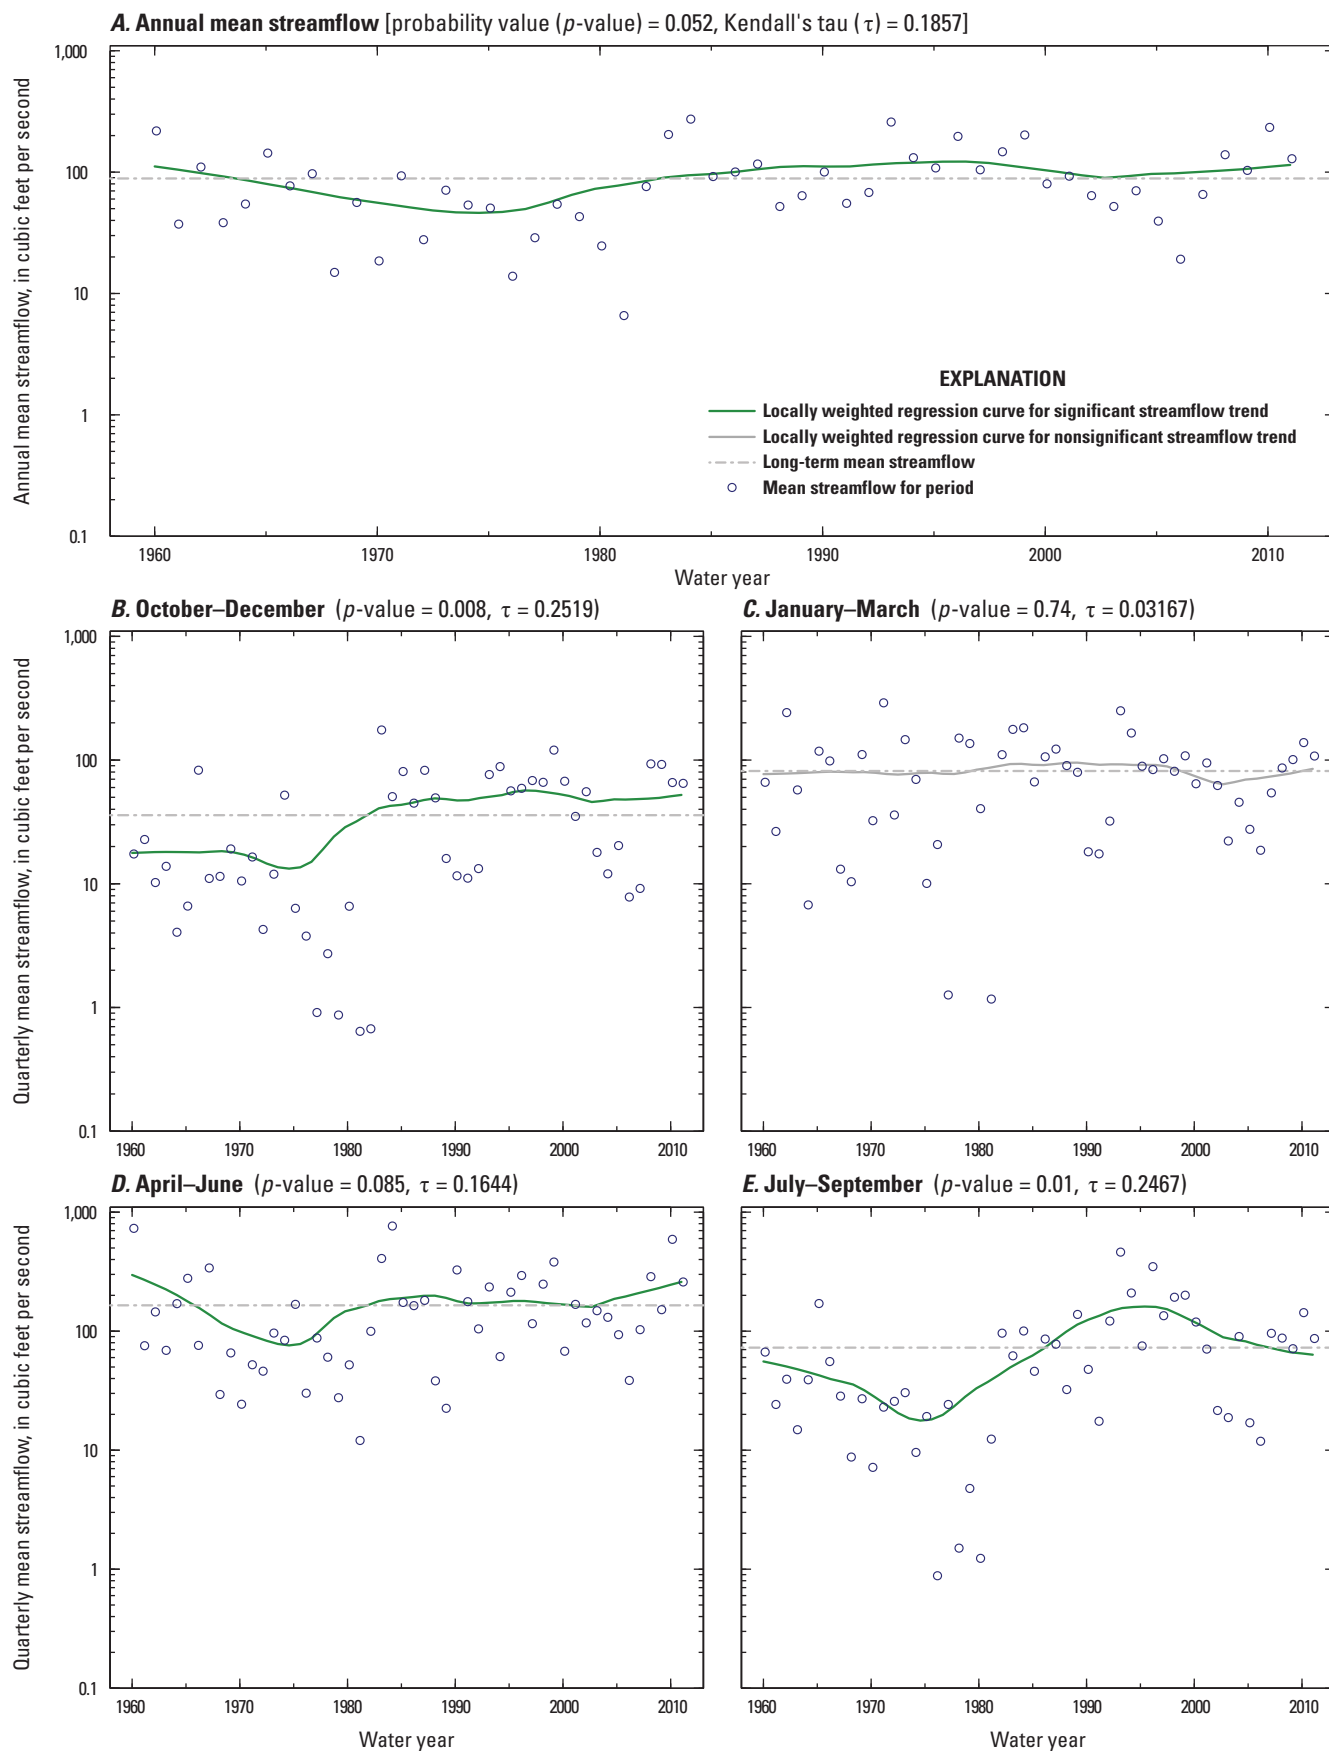 A. Annual mean streamflow [probability value (p-value) = 0.052, Kendall's tau (τ) = 0.1857]
Annual mean streamflow, in cubic feet per second
1,000
100
10
1
0.1
EXPLANATION
Locally weighted regression curve for significant streamflow trend
Locally weighted regression curve for nonsignificant streamflow trend
Long-term mean streamflow
Mean streamflow for period
1960 1970 1980 1990 2000 2010
Water year
B. October–December (p-value = 0.008, τ = 0.2519)
Quarterly mean streamflow, in cubic feet per second
1,000
100
10
1
0.1
1960 1970 1980 1990 2000 2010
C. January–March (p-value = 0.74, τ = 0.03167)
1960 1970 1980 1990 2000 2010
D. April–June (p-value = 0.085, τ = 0.1644)
Quarterly mean streamflow, in cubic feet per second
1,000
100
10
1
0.1
1960 1970 1980 1990 2000 2010
Water year
E. July–September (p-value = 0.01, τ = 0.2467)
1960 1970 1980 1990 2000 2010
Water year